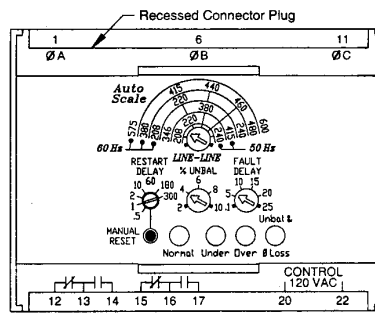 Recessed Connector Plug
1 6 11
ØA ØB ØC
Auto
Scale
415 440
220
380
575 380 208 346 208 220 240 415 240 460 480 600
60 Hz LINE-LINE 50 Hz
RESTART
DELAY
% UNBAL
FAULT
DELAY
10 60 180
2 300
1
.5
4 6 8
2 10
5 10 15 20
.1 25
MANUAL
RESET
Unbal &
Normal Under Over Ø Loss
CONTROL
120 VAC
12 13 14 15 16 17 20 22